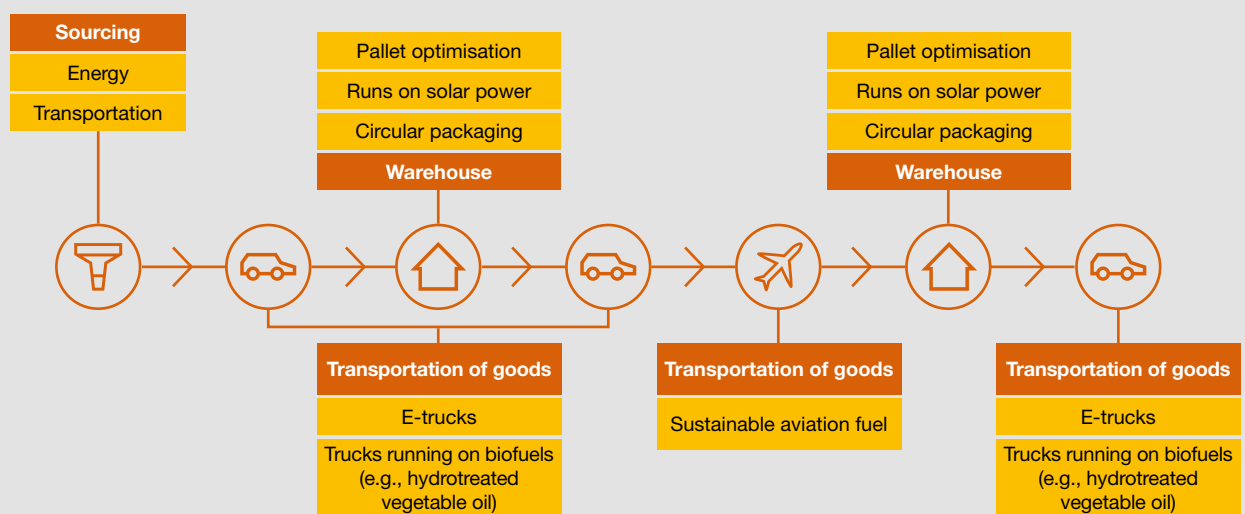 Sourcing
Energy
Transportation
Pallet optimisation
Runs on solar power
Circular packaging
Warehouse
Pallet optimisation
Runs on solar power
Circular packaging
Warehouse
Transportation of goods
E-trucks
Trucks running on biofuels
(e.g., hydrotreated
vegetable oil)
Transportation of goods
Sustainable aviation fuel
Transportation of goods
E-trucks
Trucks running on biofuels
(e.g., hydrotreated
vegetable oil)